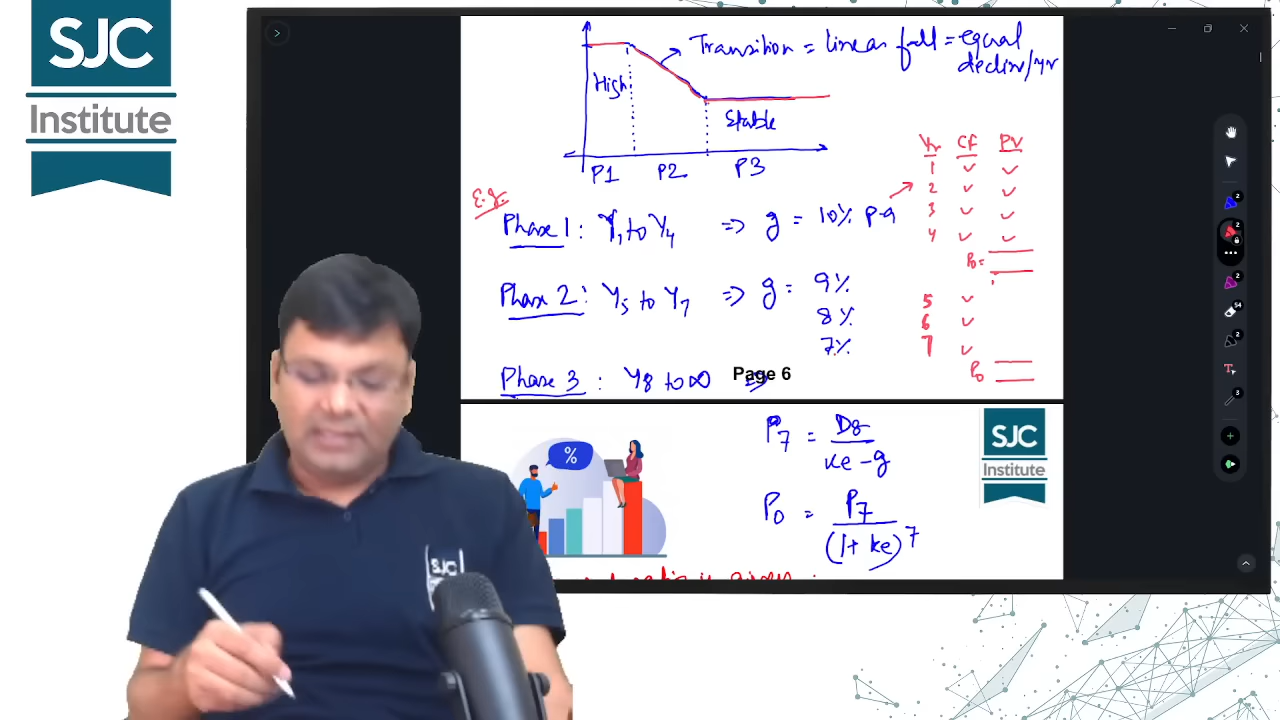 SJC
Institute
Transition = linear fall = equal
decline/yr
High
Stable
P1 P2 P3
Yr CF PV
1 ✓ ✓
2 ✓ ✓
3 ✓ ✓
4 ✓ ✓
P0 =
5 ✓
6 ✓
7 ✓
P0
E.g.
Phase 1 : Y1 to Y4 => g = 10% p.a
Phase 2 : Y5 to Y7 => g = 9%
8%
7%
Phase 3 : Y8 to ∞ =>
Page 6
%
P7 = D8 / ke - g
P0 = P7 / (1 + ke)^7
SJC
Institute
SJC